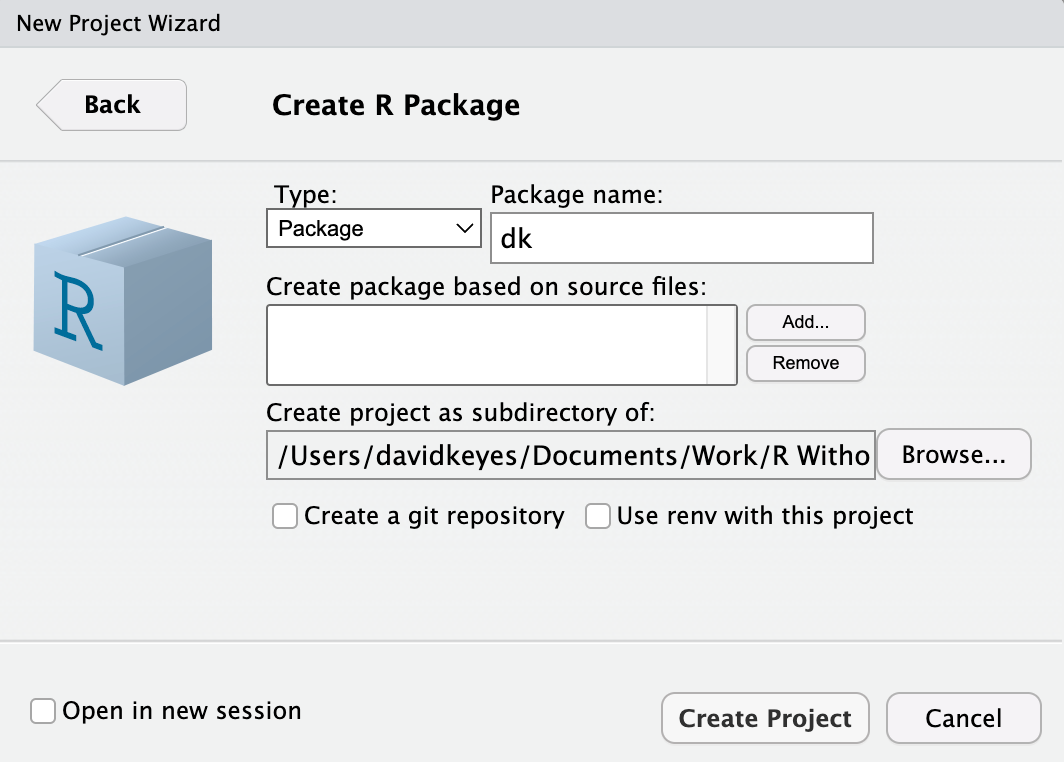 New Project Wizard
Back
Create R Package
R
Type:
Package name:
Package
dk
Create package based on source files:
Add...
Remove
Create project as subdirectory of:
/Users/davidkeyes/Documents/Work/R Witho
Browse...
Create a git repository
Use renv with this project
Open in new session
Create Project
Cancel